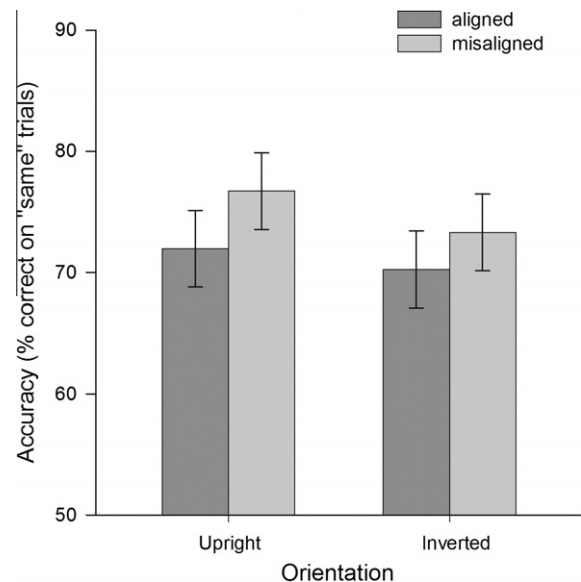 aligned
misaligned
Accuracy (% correct on "same" trials)
90
80
70
60
50
Upright
Inverted
Orientation